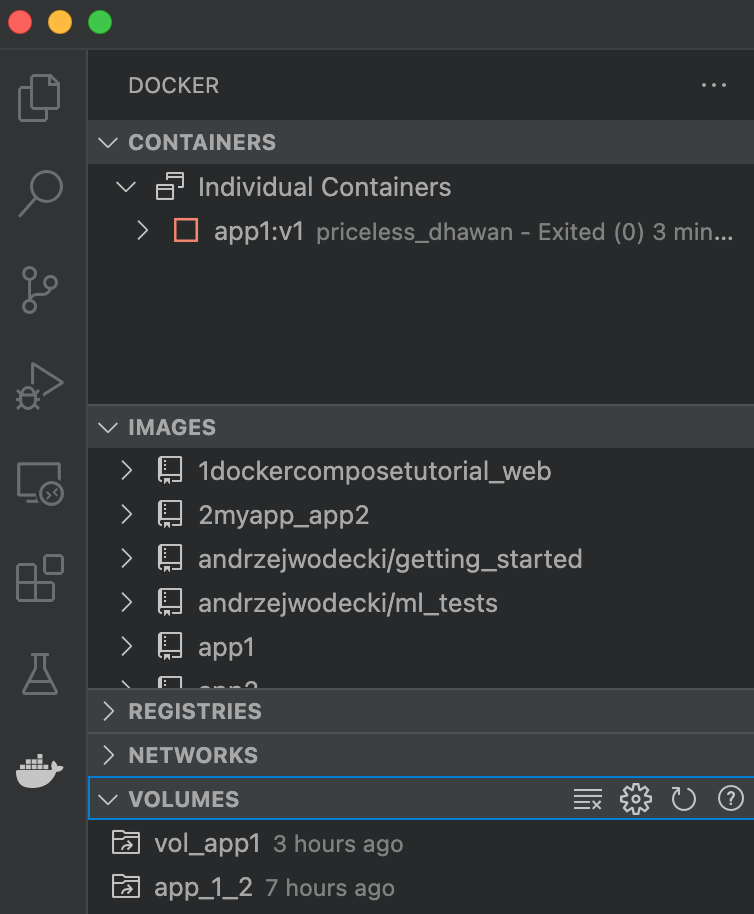 DOCKER
CONTAINERS
Individual Containers
app1:v1 priceless_dhawan - Exited (0) 3 min...
IMAGES
1dockercomposetutorial_web
2myapp_app2
andrzejwodecki/getting_started
andrzejwodecki/ml_tests
app1
app2
REGISTRIES
NETWORKS
VOLUMES
vol_app1 3 hours ago
app_1_2 7 hours ago